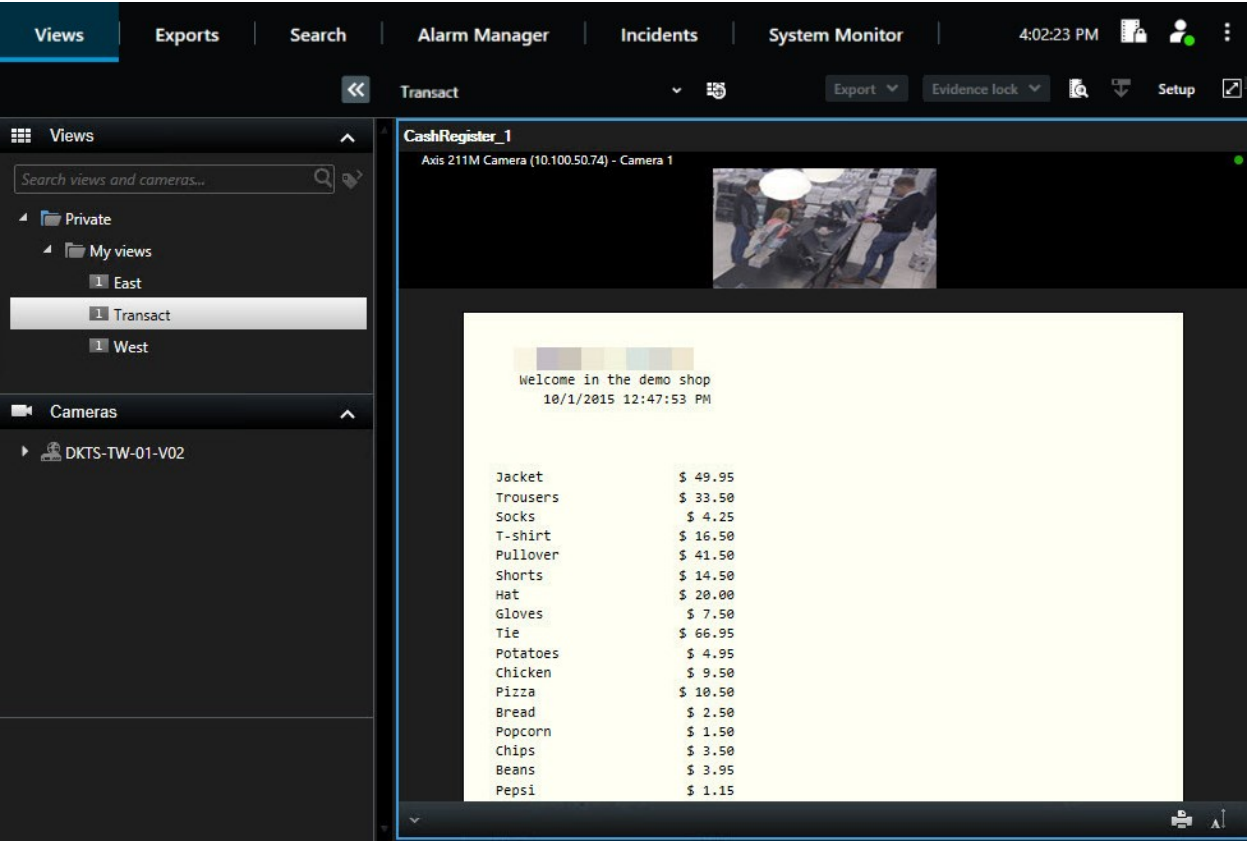 Views Exports Search Alarm Manager Incidents System Monitor 4:02:23 PM
Transact Export Evidence lock Setup
Views
Search views and cameras...
Private
My views
1 East
1 Transact
1 West
Cameras
DKTS-TW-01-V02
CashRegister_1
Axis 211M Camera (10.100.50.74) - Camera 1
Welcome in the demo shop
10/1/2015 12:47:53 PM
Jacket $ 49.95
Trousers $ 33.50
Socks $ 4.25
T-shirt $ 16.50
Pullover $ 41.50
Shorts $ 14.50
Hat $ 20.00
Gloves $ 7.50
Tie $ 66.95
Potatoes $ 4.95
Chicken $ 9.50
Pizza $ 10.50
Bread $ 2.50
Popcorn $ 1.50
Chips $ 3.50
Beans $ 3.95
Pepsi $ 1.15
A